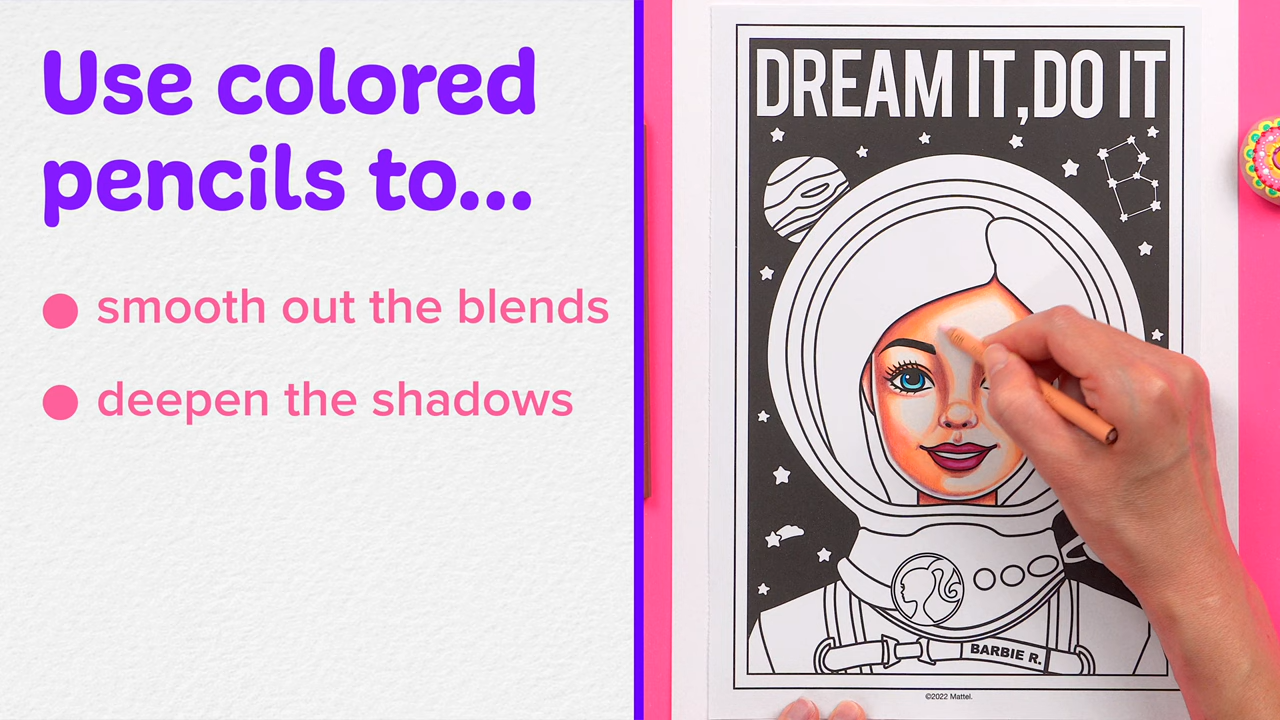 Use colored
pencils to...
smooth out the blends
deepen the shadows
DREAM IT, DO IT
BARBIE R.
©2022 Mattel.